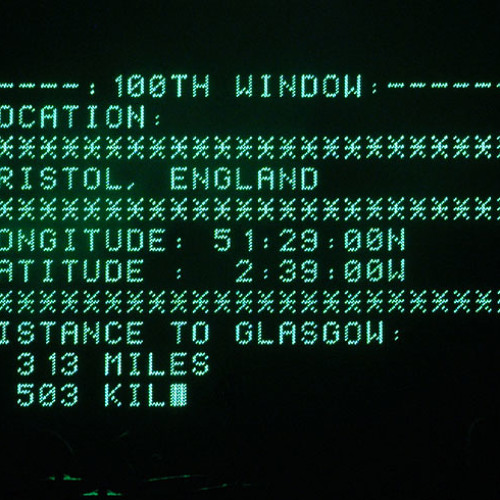 ----: 100TH WINDOW:-----
OCATION:
***********************
RISTOL, ENGLAND
***********************
ONGITUDE: 51:29:00N
ATITUDE : 2:39:00W
***********************
ISTANCE TO GLASGOW:
313 MILES
503 KIL